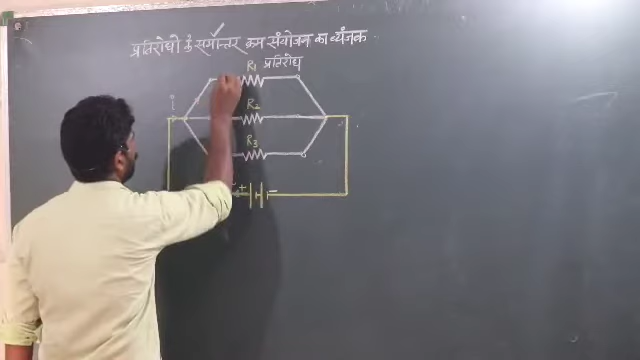 प्रतिरोधो के समान्तर क्रम संयोजन का व्यंजक
प्रतिरोध
R1
R2
i
R3
+ -